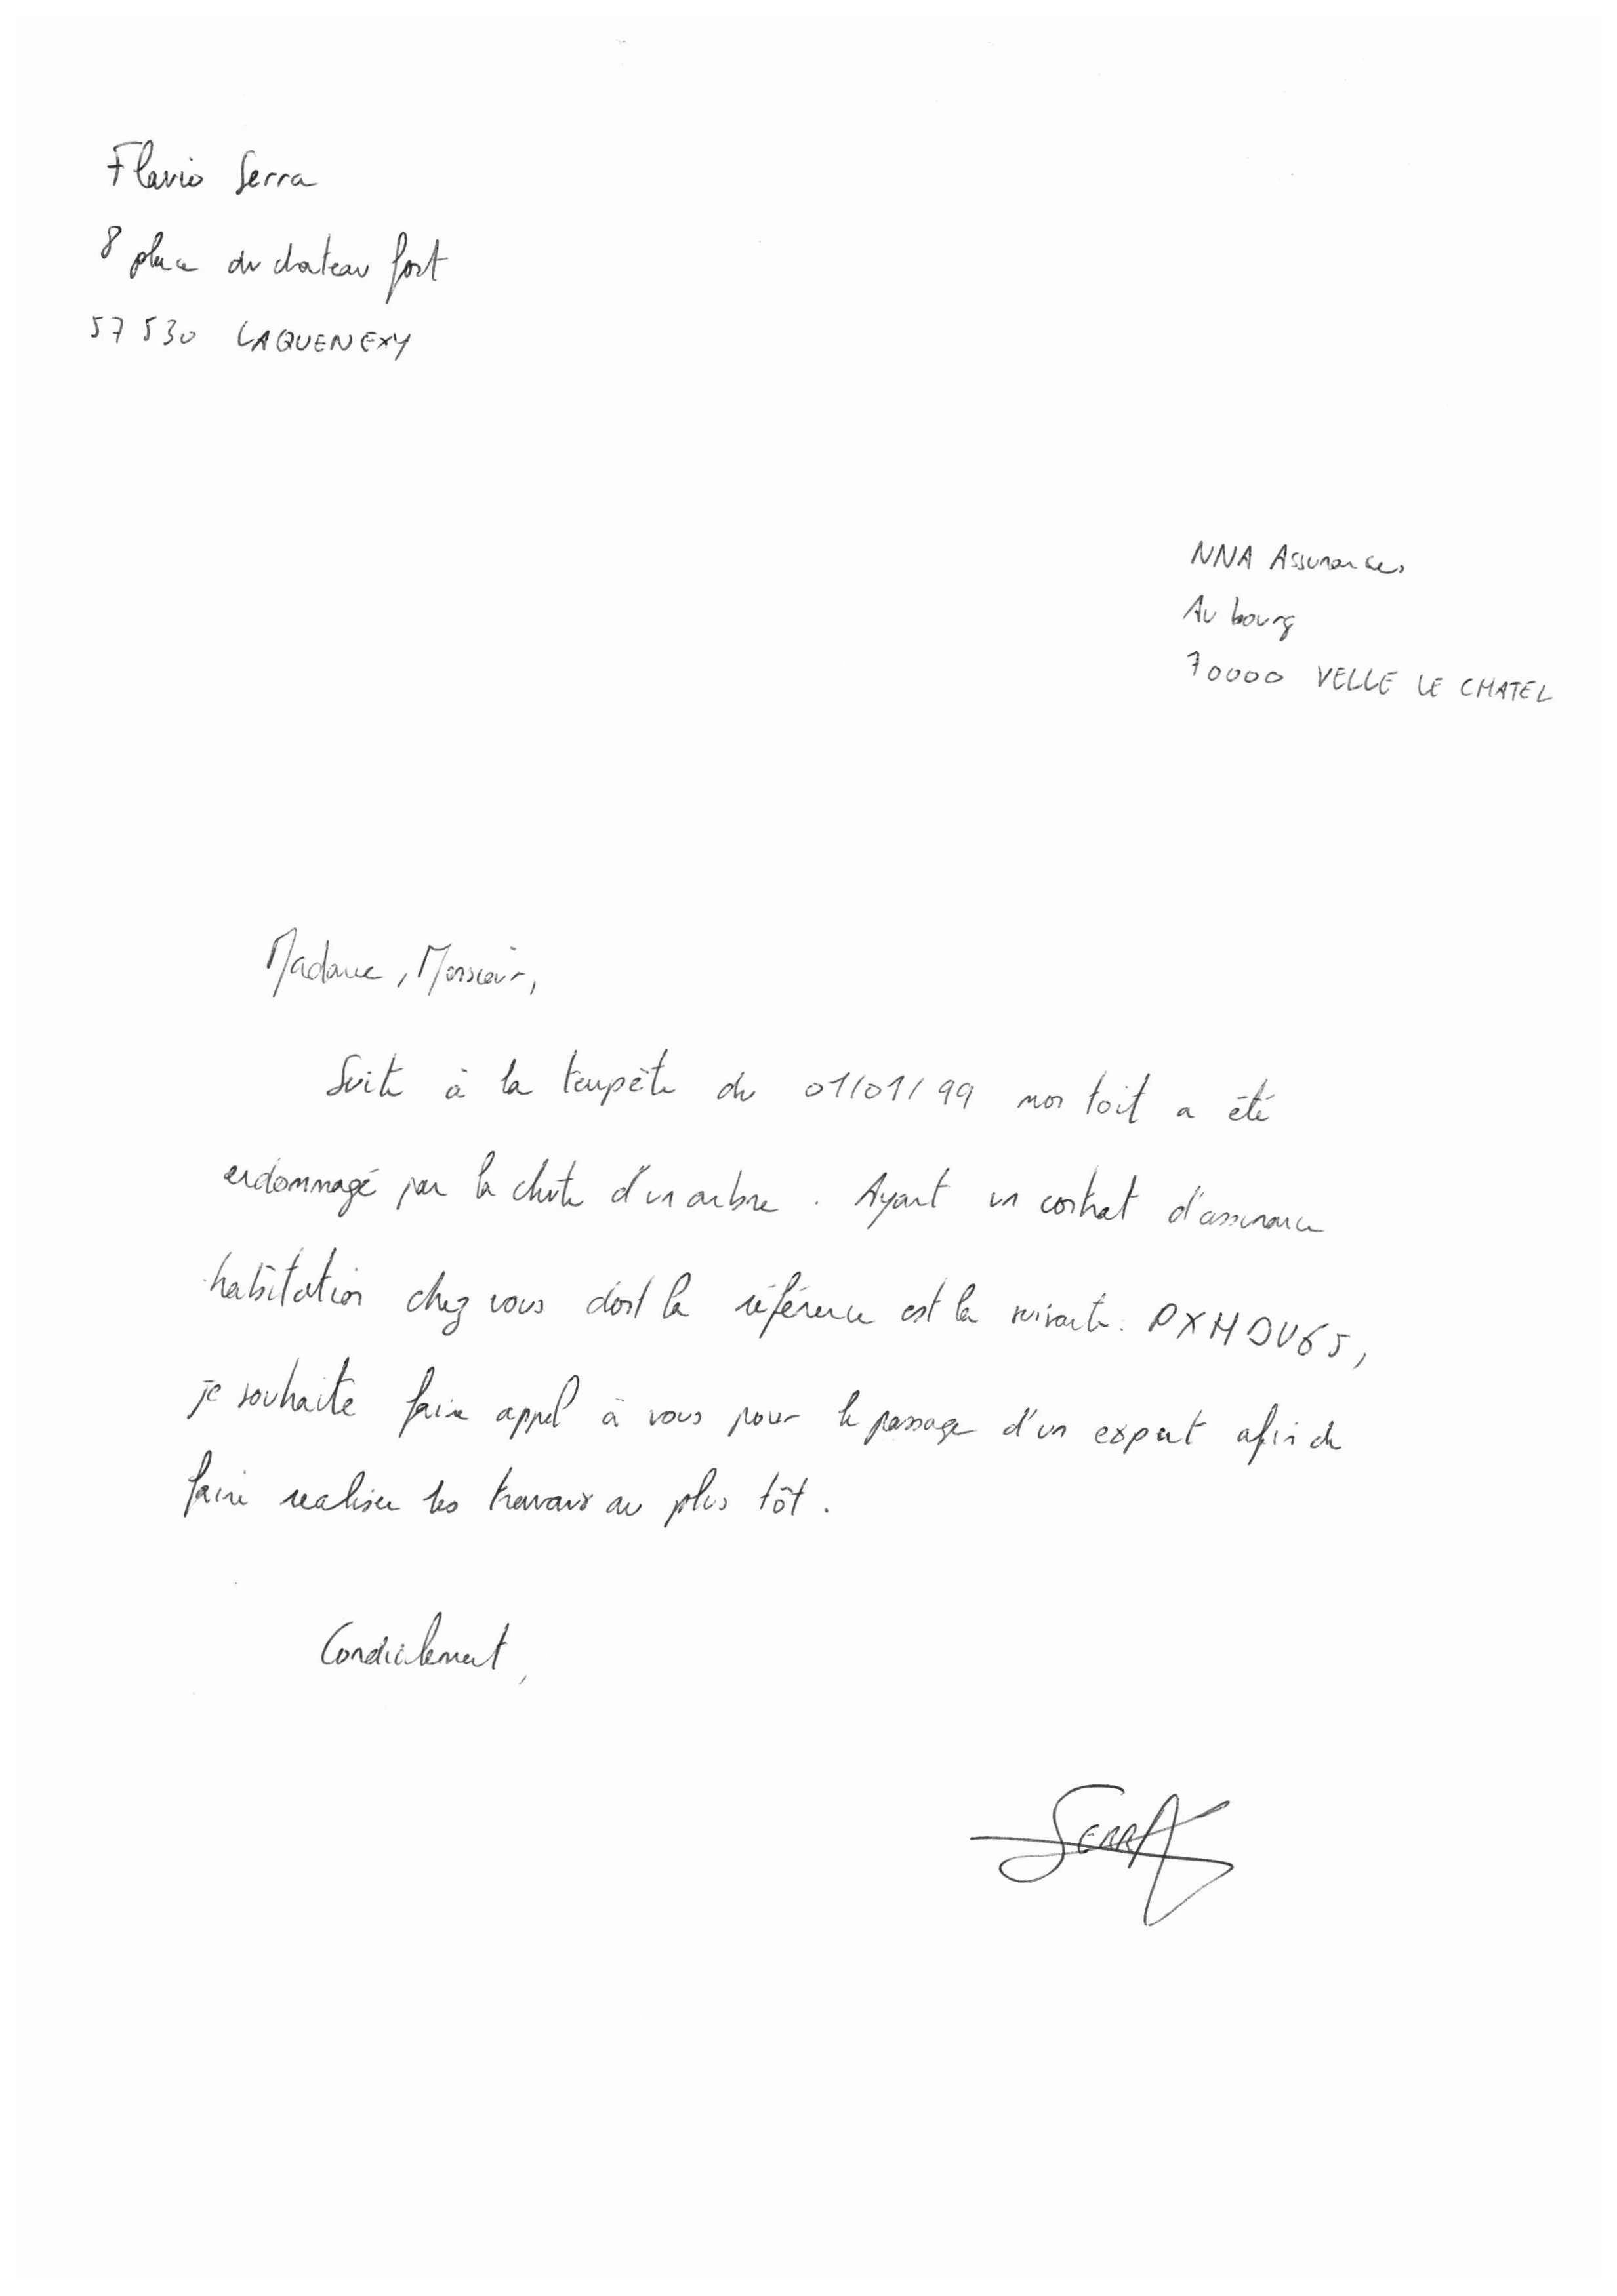 Flavio Serra
8 place du chateau fort
57 530 LAQUENEXY
NNA Assurances
Au bourg
70000 VELLE LE CHATEL
Madame, Monsieur,
Suite à la tempête du 01/01/99 mon toit a été
endommagé par la chute d'un arbre. Ayant un contrat d'assurance
habitation chez vous dont la référence est la suivante : DXMDV65,
je souhaite faire appel à vous pour le passage d'un expert afin de
faire realiser les travaux au plus tôt.
Cordialement,
SERRA